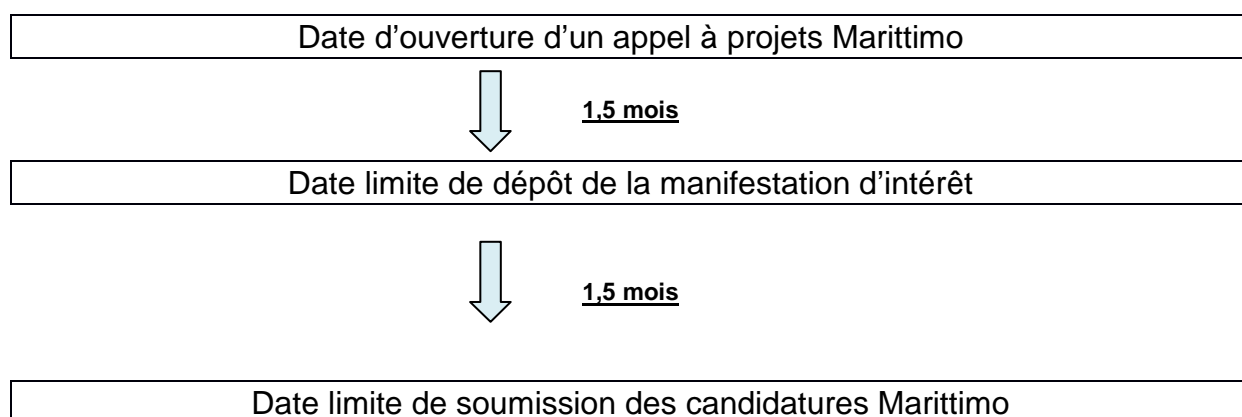 Date d'ouverture d'un appel à projets Marittimo
1,5 mois
Date limite de dépôt de la manifestation d'intérêt
1,5 mois
Date limite de soumission des candidatures Marittimo